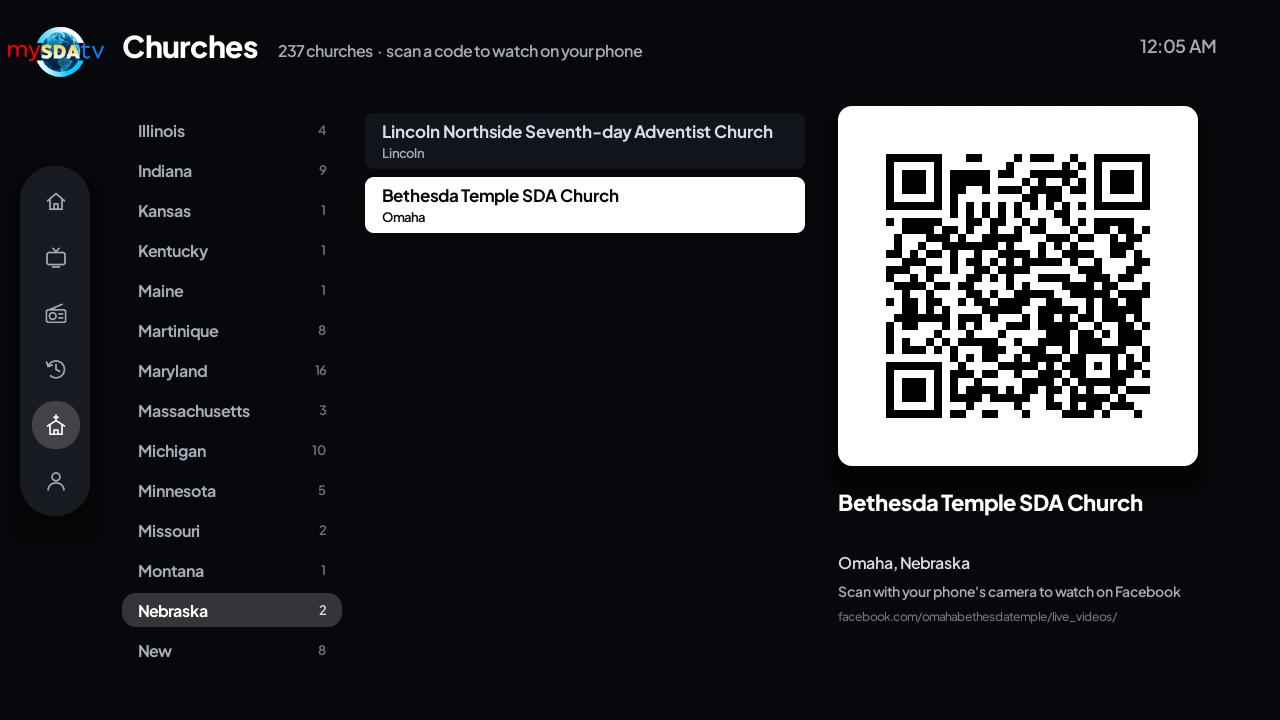 mySDAtv
Churches
237 churches · scan a code to watch on your phone
12:05 AM
Illinois 4
Indiana 9
Kansas 1
Kentucky 1
Maine 1
Martinique 8
Maryland 16
Massachusetts 3
Michigan 10
Minnesota 5
Missouri 2
Montana 1
Nebraska 2
New 8
Lincoln Northside Seventh-day Adventist Church
Lincoln
Bethesda Temple SDA Church
Omaha
Bethesda Temple SDA Church
Omaha, Nebraska
Scan with your phone's camera to watch on Facebook
facebook.com/omahabethesdatemple/live_videos/